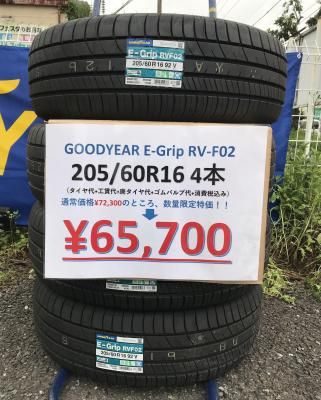 GOODYEAR
E-Grip RVF02
205/60R16 92 V
GOODYEAR E-Grip RV-F02
205/60R16 4本
(タイヤ代+工賃代+廃タイヤ代+ゴムバルブ代+消費税込み)
通常価格¥72,300のところ、数量限定特価！！
¥65,700
E-Grip RVF02
205/60R16 92V